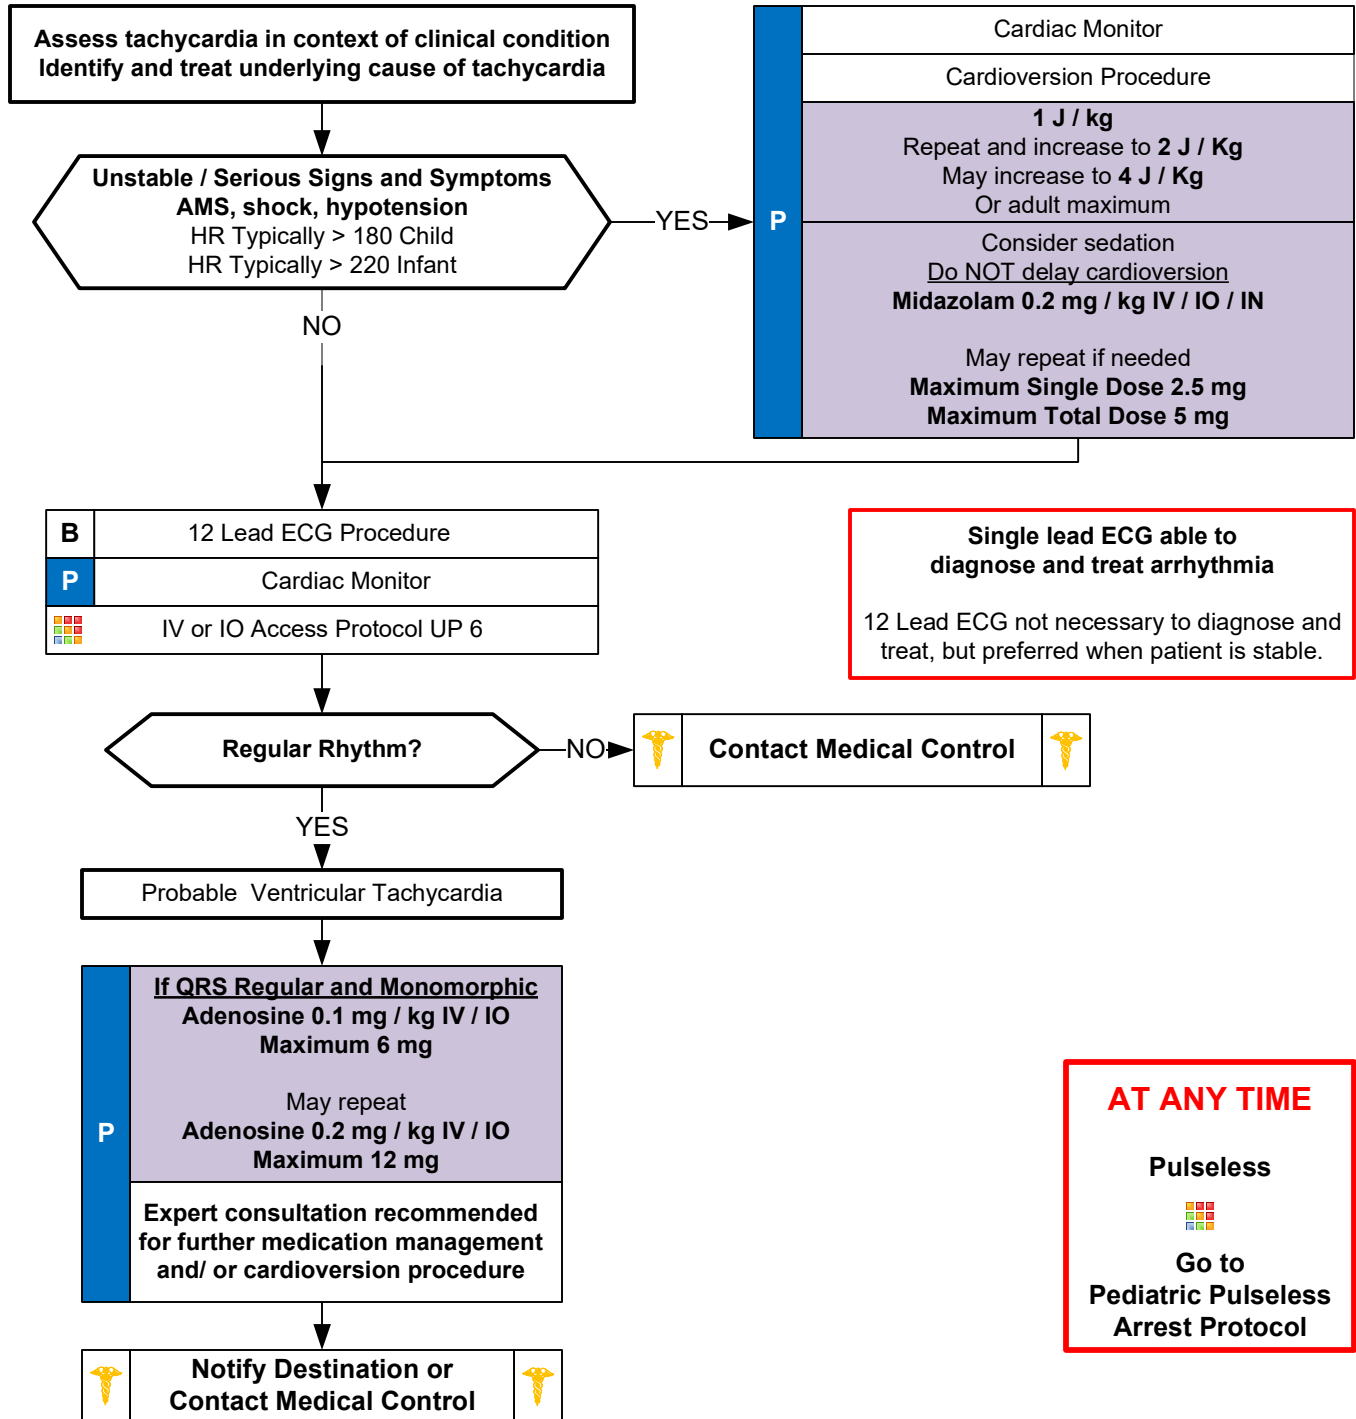 Assess tachycardia in context of clinical condition
Identify and treat underlying cause of tachycardia
Unstable / Serious Signs and Symptoms
AMS, shock, hypotension
HR Typically > 180 Child
HR Typically > 220 Infant
YES
NO
P
Cardiac Monitor
Cardioversion Procedure
1 J / kg
Repeat and increase to 2 J / Kg
May increase to 4 J / Kg
Or adult maximum
Consider sedation
Do NOT delay cardioversion
Midazolam 0.2 mg / kg IV / IO / IN
May repeat if needed
Maximum Single Dose 2.5 mg
Maximum Total Dose 5 mg
B
12 Lead ECG Procedure
P
Cardiac Monitor
IV or IO Access Protocol UP 6
Single lead ECG able to
diagnose and treat arrhythmia
12 Lead ECG not necessary to diagnose and
treat, but preferred when patient is stable.
Regular Rhythm?
NO
Contact Medical Control
YES
Probable Ventricular Tachycardia
P
If QRS Regular and Monomorphic
Adenosine 0.1 mg / kg IV / IO
Maximum 6 mg
May repeat
Adenosine 0.2 mg / kg IV / IO
Maximum 12 mg
Expert consultation recommended
for further medication management
and/ or cardioversion procedure
Notify Destination or
Contact Medical Control
AT ANY TIME
Pulseless
Go to
Pediatric Pulseless
Arrest Protocol